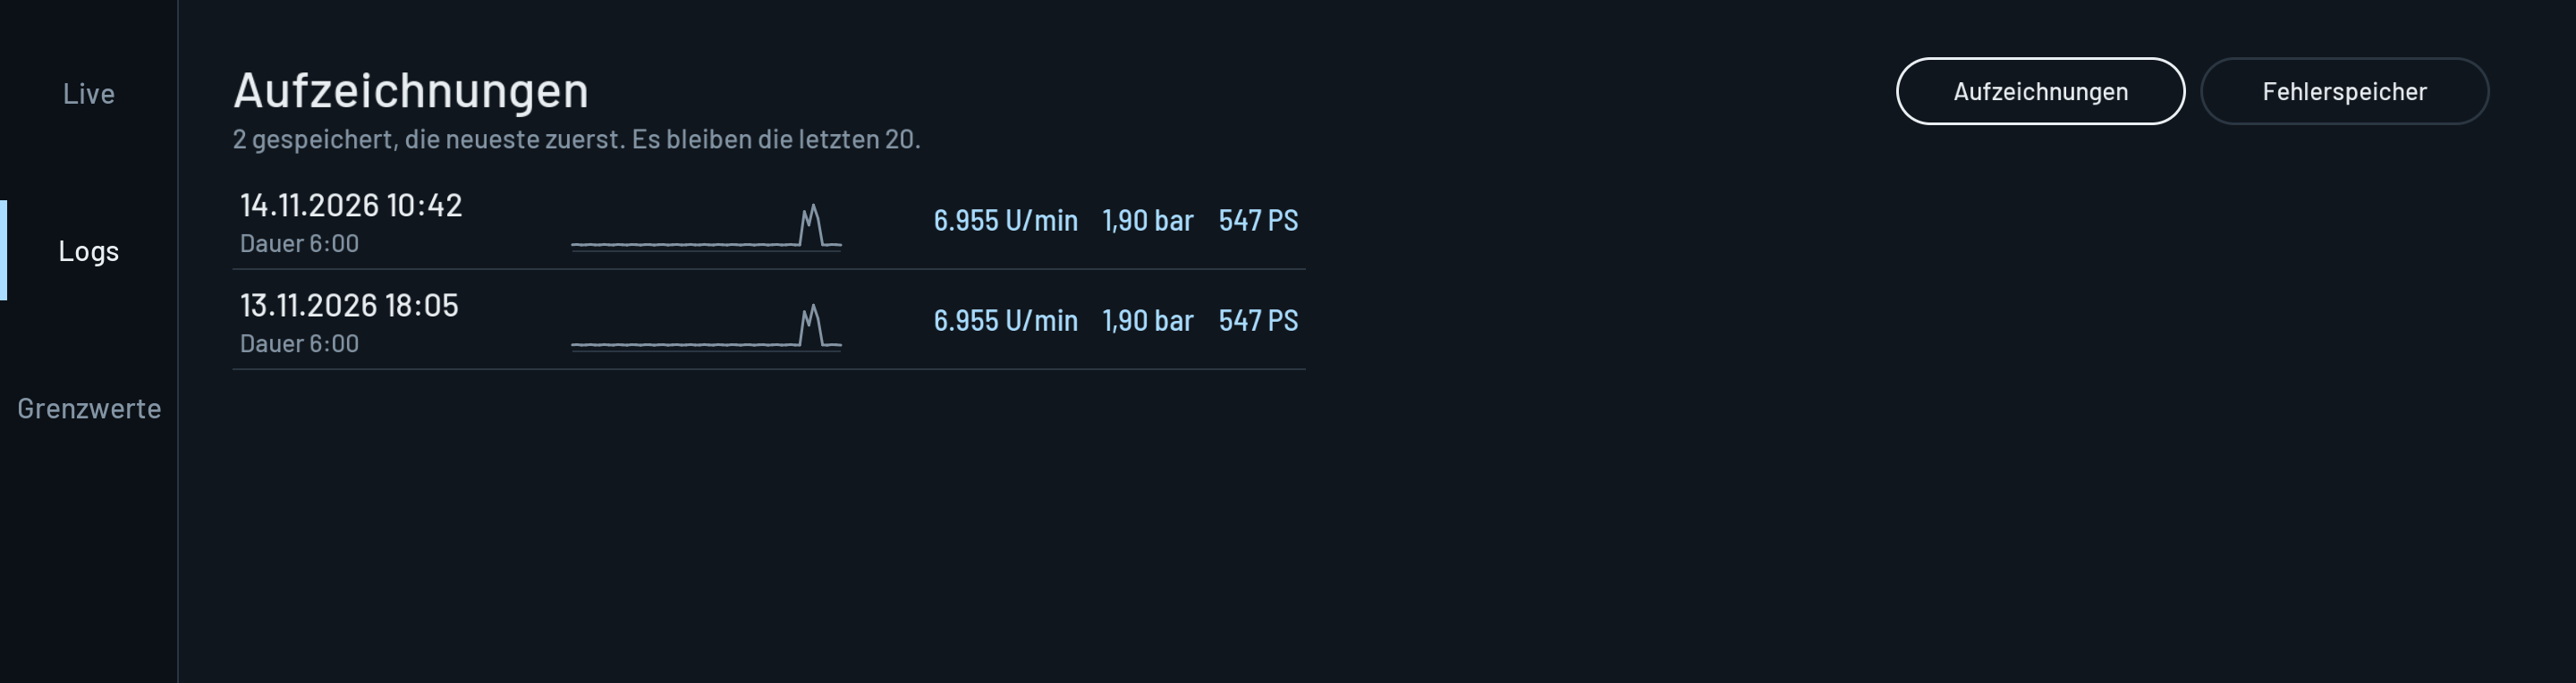 Live
Logs
Grenzwerte
Aufzeichnungen
2 gespeichert, die neueste zuerst. Es bleiben die letzten 20.
Aufzeichnungen
Fehlerspeicher
14.11.2026 10:42
Dauer 6:00
6.955 U/min 1,90 bar 547 PS
13.11.2026 18:05
Dauer 6:00
6.955 U/min 1,90 bar 547 PS